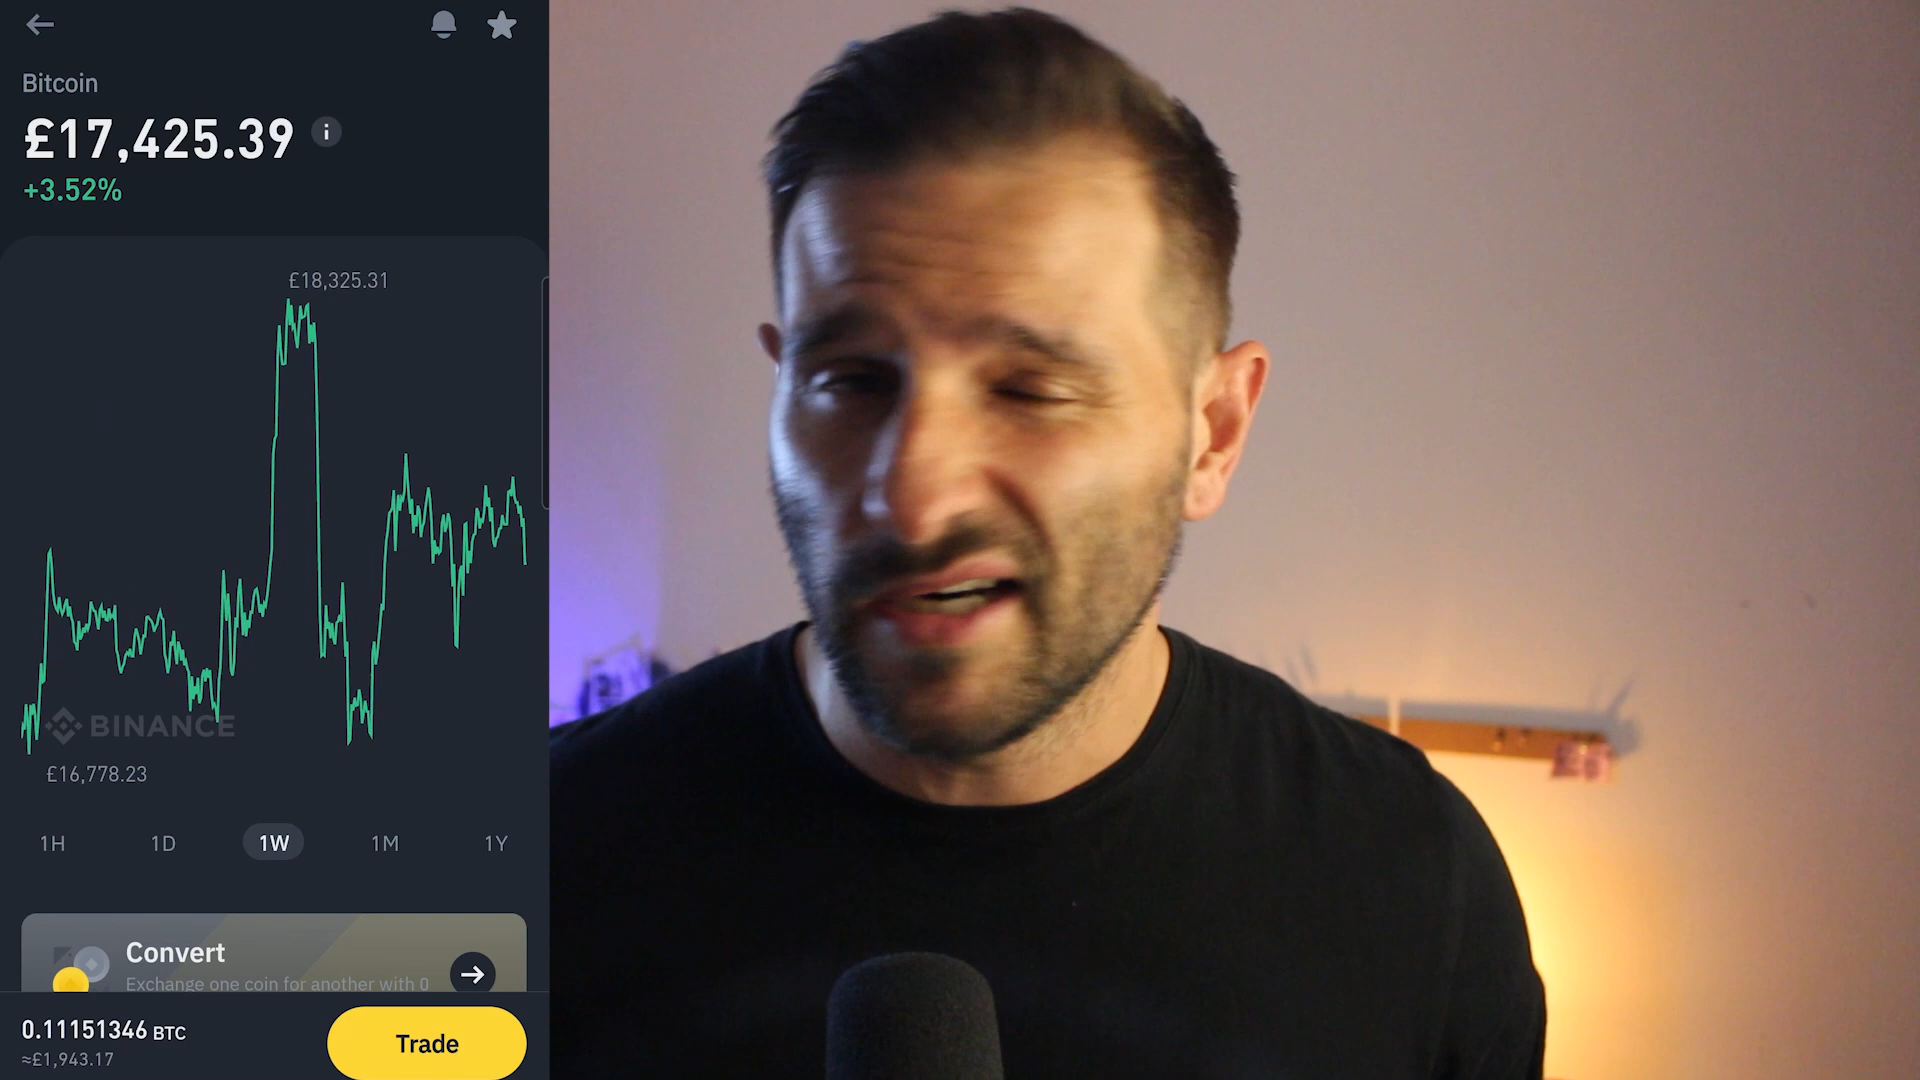 Bitcoin
£17,425.39 i
+3.52%
£18,325.31
BINANCE
£16,778.23
1H 1D 1W 1M 1Y
Convert
Exchange one coin for another with 0
0.11151346 BTC
≈£1,943.17
Trade